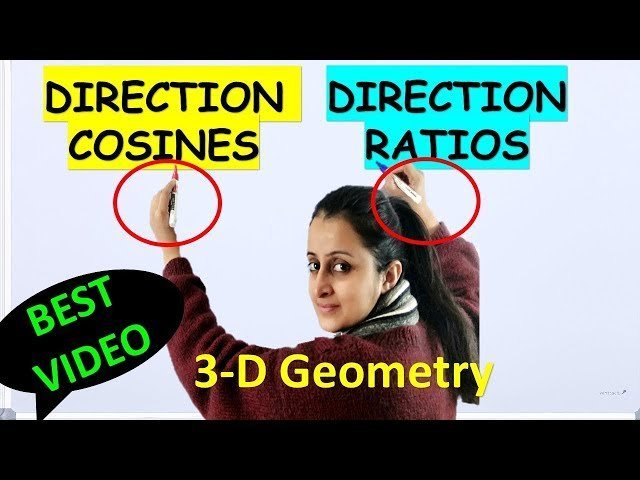 DIRECTION
COSINES
DIRECTION
RATIOS
BEST
VIDEO
3-D Geometry